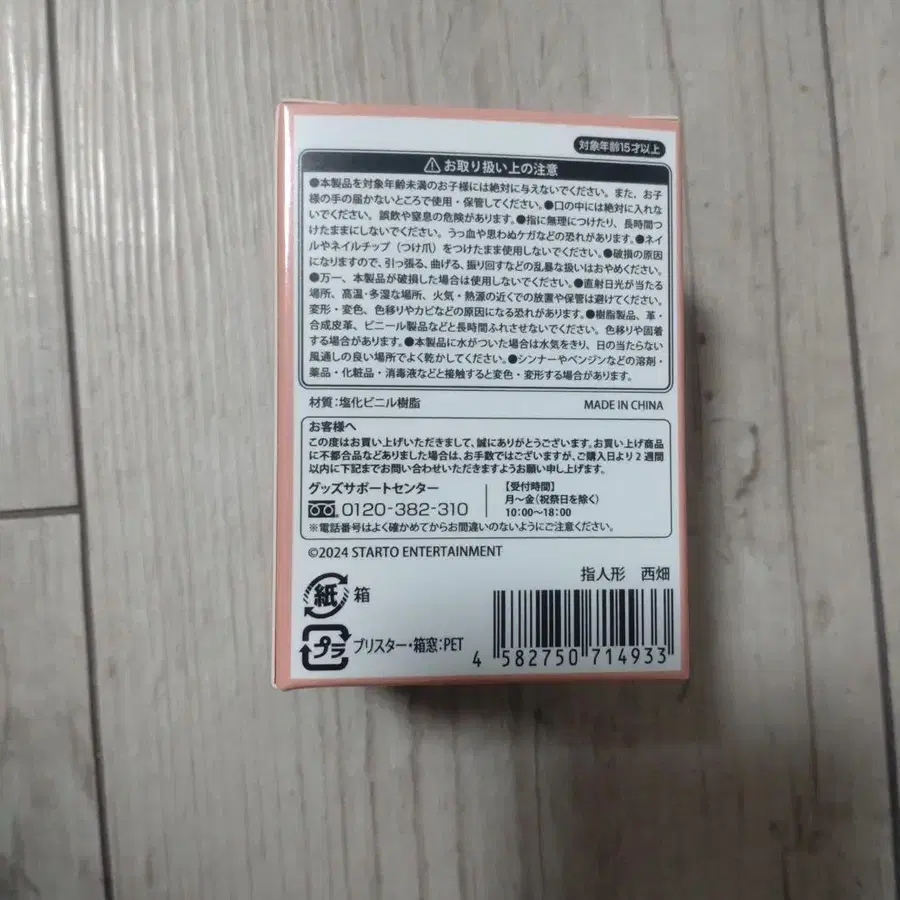 対象年齢15才以上
⚠お取り扱い上の注意
●本製品を対象年齢未満のお子様には絶対に与えないでください。また、お子
様の手の届かないところで使用・保管してください。●口の中には絶対に入れな
いでください。誤飲や窒息の危険があります。●指に無理につけたり、長時間つ
けたままにしないでください。うっ血や思わぬケガなどの恐れがあります。●ネイ
ルやネイルチップ（つけ爪）をつけたまま使用しないでください。●破損の原因
になりますので、引っ張る、曲げる、振り回すなどの乱暴な扱いはおやめください。
●万一、本製品が破損した場合は使用しないでください。●直射日光が当たる
場所、高温・多湿な場所、火気・熱源の近くでの放置や保管は避けてください。
変形・変色、色移りやカビなどの原因になる恐れがあります。●樹脂製品、革・
合成皮革、ビニール製品などと長時間ふれさせないでください。色移りや固着
する場合があります。●本製品に水がついた場合は水気をきり、日の当たらない
風通しの良い場所でよく乾かしてください。●シンナーやベンジンなどの溶剤・
薬品・化粧品・消毒液などと接触すると変色・変形する場合があります。
材質：塩化ビニル樹脂 MADE IN CHINA
お客様へ
この度はお買い上げいただきまして、誠にありがとうございます。お買い上げ商品
に不都合品などありました場合は、お手数ではございますが、ご購入日より2週間
以内に下記までお問い合わせいただきますようお願い申し上げます。
グッズサポートセンター
0120-382-310
【受付時間】
月～金（祝祭日を除く）
10:00～18:00
※電話番号はよく確かめてからお間違いのないようにご注意ください。
©2024 STARTO ENTERTAINMENT
指人形 西畑
紙 箱
プラ ブリスター・箱窓：PET
4 582750 714933